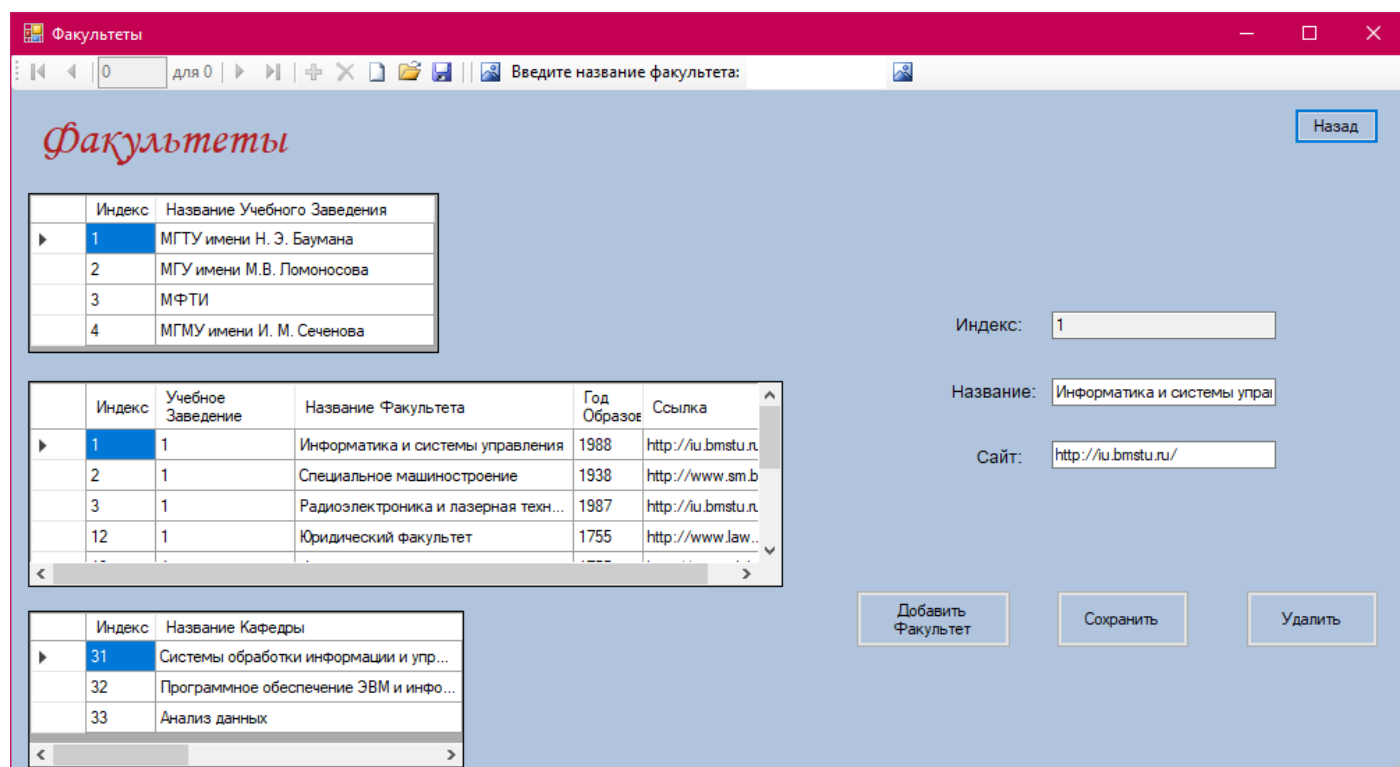 Факультеты
0 для 0 Введите название факультета:
Факультеты
Назад
Индекс Название Учебного Заведения
1 МГТУ имени Н. Э. Баумана
2 МГУ имени М.В. Ломоносова
3 МФТИ
4 МГМУ имени И. М. Сеченова
Индекс: 1
Название: Информатика и системы управ
Сайт: http://iu.bmstu.ru/
Индекс Учебное Заведение Название Факультета Год Образов Ссылка
1 1 Информатика и системы управления 1988 http://iu.bmstu.ru
2 1 Специальное машиностроение 1938 http://www.sm.b
3 1 Радиоэлектроника и лазерная техн... 1987 http://iu.bmstu.ru
12 1 Юридический факультет 1755 http://www.law...
Добавить
Факультет
Сохранить
Удалить
Индекс Название Кафедры
31 Системы обработки информации и упр...
32 Программное обеспечение ЭВМ и инфо...
33 Анализ данных